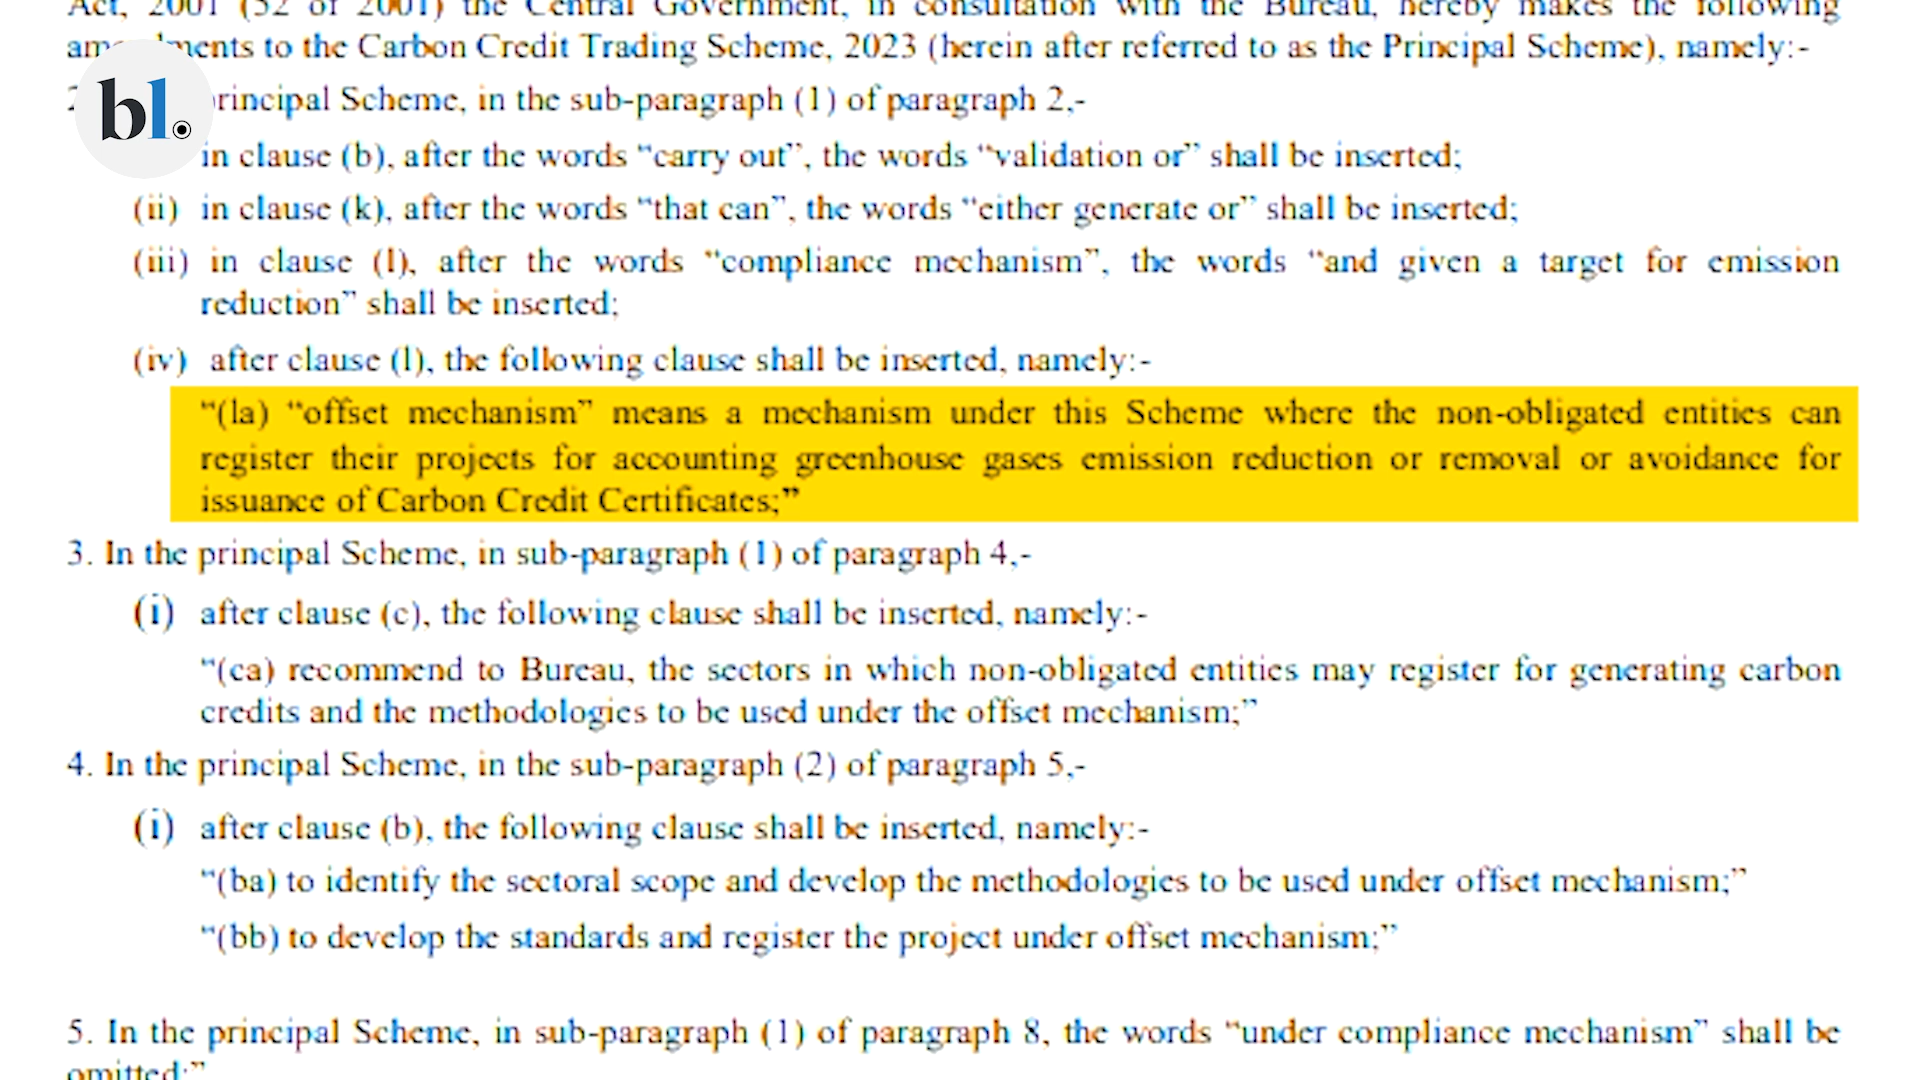 Act, 2001 (52 of 2001) the Central Government, in consultation with the Bureau, hereby makes the following
to the Carbon Credit Trading Scheme, 2023 (herein after referred to as the Principal Scheme), namely:-
bl.
rincipal Scheme, in the sub-paragraph (1) of paragraph 2,-
in clause (b), after the words “carry out”, the words “validation or” shall be inserted;
(ii) in clause (k), after the words “that can”, the words “either generate or” shall be inserted;
(iii) in clause (l), after the words “compliance mechanism”, the words “and given a target for emission
reduction” shall be inserted;
(iv) after clause (l), the following clause shall be inserted, namely:-
“(la) “offset mechanism” means a mechanism under this Scheme where the non-obligated entities can
register their projects for accounting greenhouse gases emission reduction or removal or avoidance for
issuance of Carbon Credit Certificates;”
3. In the principal Scheme, in sub-paragraph (1) of paragraph 4,-
(i) after clause (c), the following clause shall be inserted, namely:-
“(ca) recommend to Bureau, the sectors in which non-obligated entities may register for generating carbon
credits and the methodologies to be used under the offset mechanism;”
4. In the principal Scheme, in the sub-paragraph (2) of paragraph 5,-
(i) after clause (b), the following clause shall be inserted, namely:-
“(ba) to identify the sectoral scope and develop the methodologies to be used under offset mechanism;”
“(bb) to develop the standards and register the project under offset mechanism;”
5. In the principal Scheme, in sub-paragraph (1) of paragraph 8, the words “under compliance mechanism” shall be
omitted;”